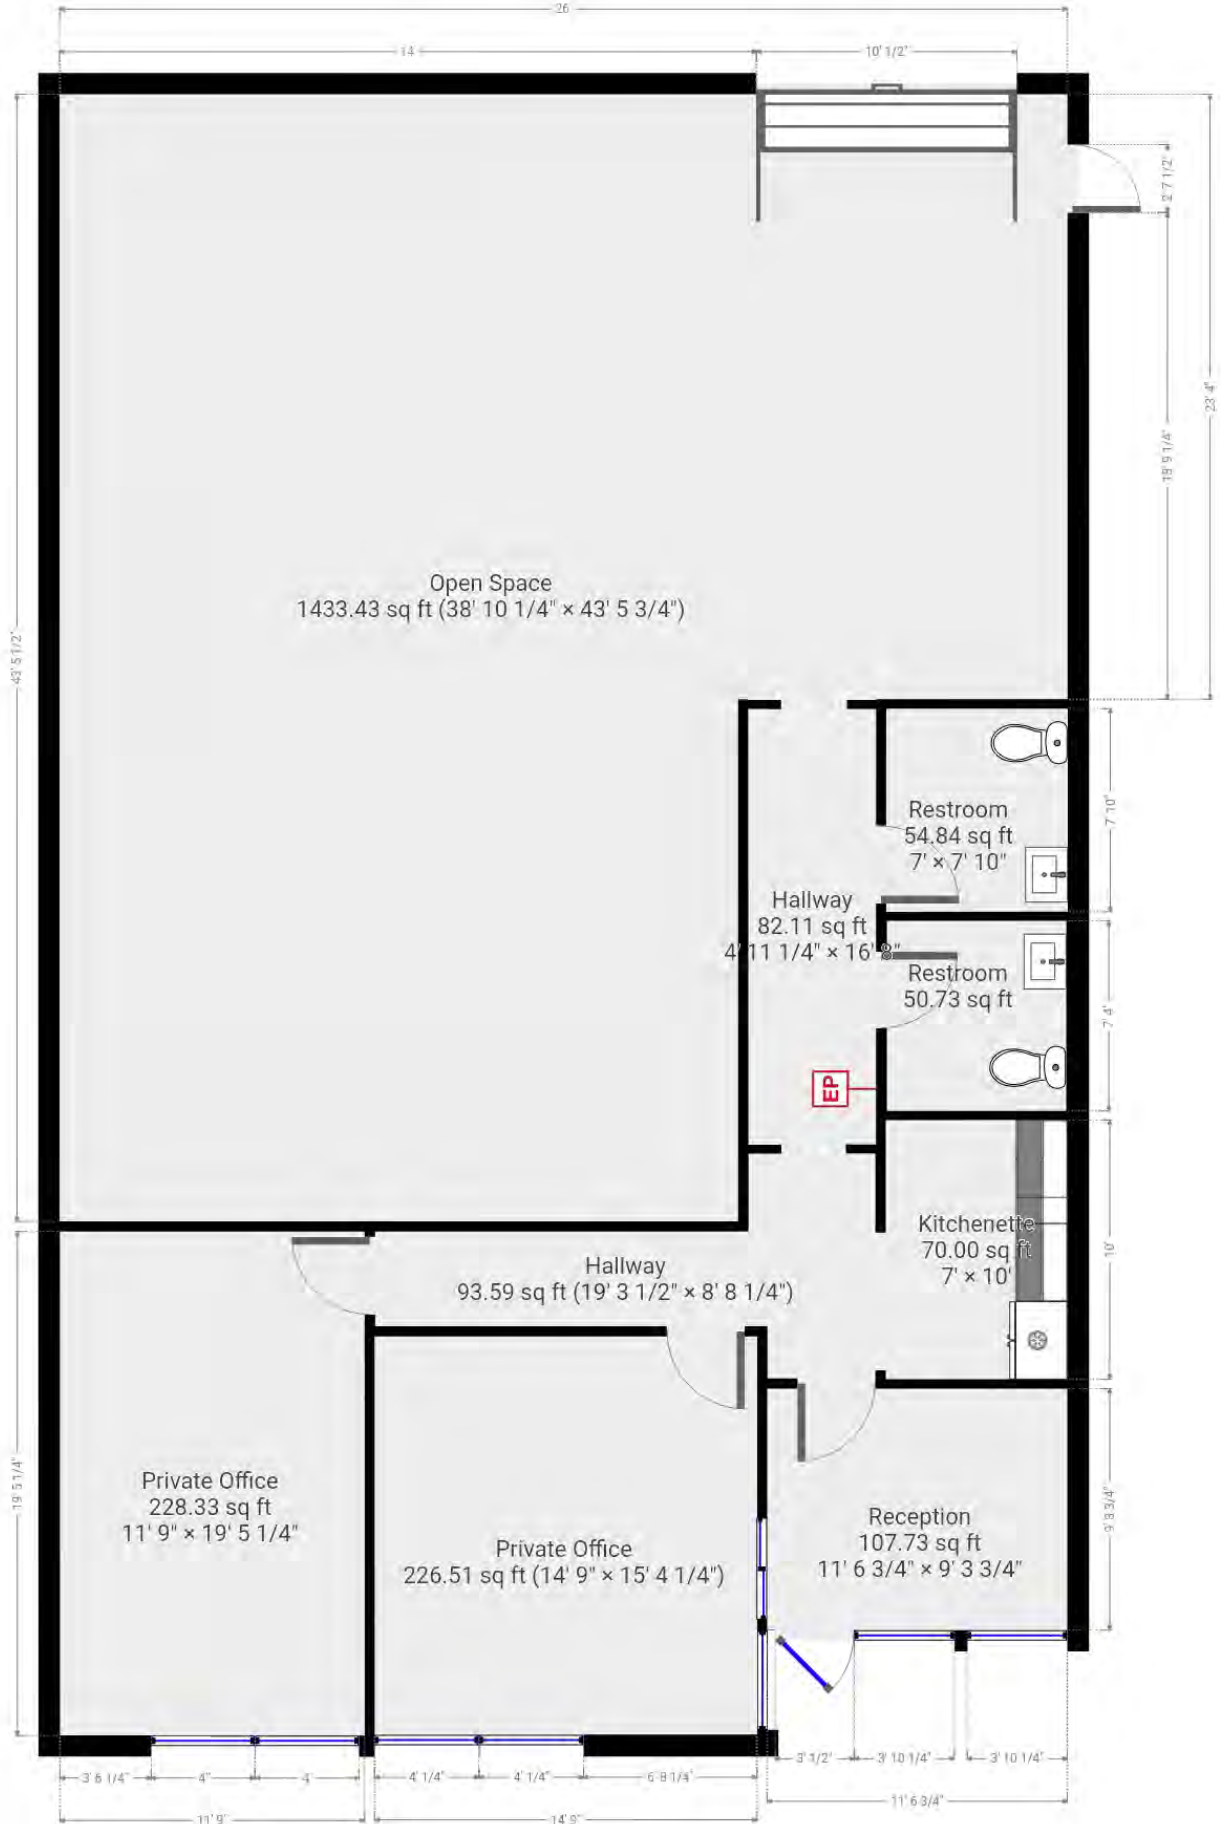 26
14
10' 1/2"
2' 7 1/2"
23' 4"
18' 9 1/4"
Open Space
1433.43 sq ft (38' 10 1/4" × 43' 5 3/4")
43' 5 1/2"
7' 10"
Restroom
54.84 sq ft
7' × 7' 10"
Hallway
82.11 sq ft
4' 11 1/4" × 16' 8"
Restroom
50.73 sq ft
7' 4"
EP
Kitchenette
70.00 sq ft
7' × 10'
10'
Hallway
93.59 sq ft (19' 3 1/2" × 8' 8 1/4")
Private Office
228.33 sq ft
11' 9" × 19' 5 1/4"
19' 5 1/4"
Private Office
226.51 sq ft (14' 9" × 15' 4 1/4")
Reception
107.73 sq ft
11' 6 3/4" × 9' 3 3/4"
9' 3 3/4"
3' 1/2"
3' 10 1/4"
3' 10 1/4"
3' 6 1/4"
4'
4'
4' 1/4"
4' 1/4"
6' 8 1/4"
11' 6 3/4"
11' 9"
14' 9"